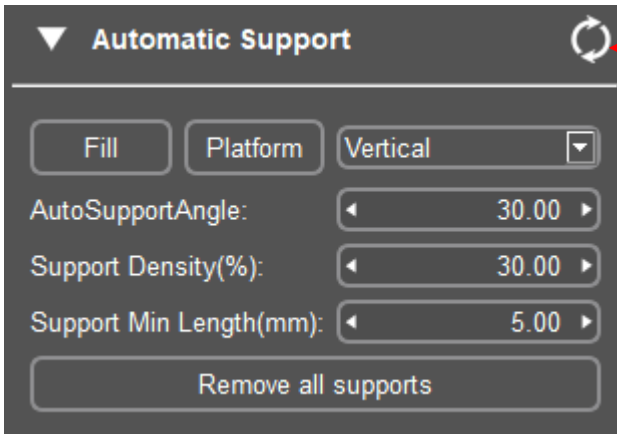 Automatic Support
Fill Platform Vertical
AutoSupportAngle: 30.00
Support Density(%): 30.00
Support Min Length(mm): 5.00
Remove all supports